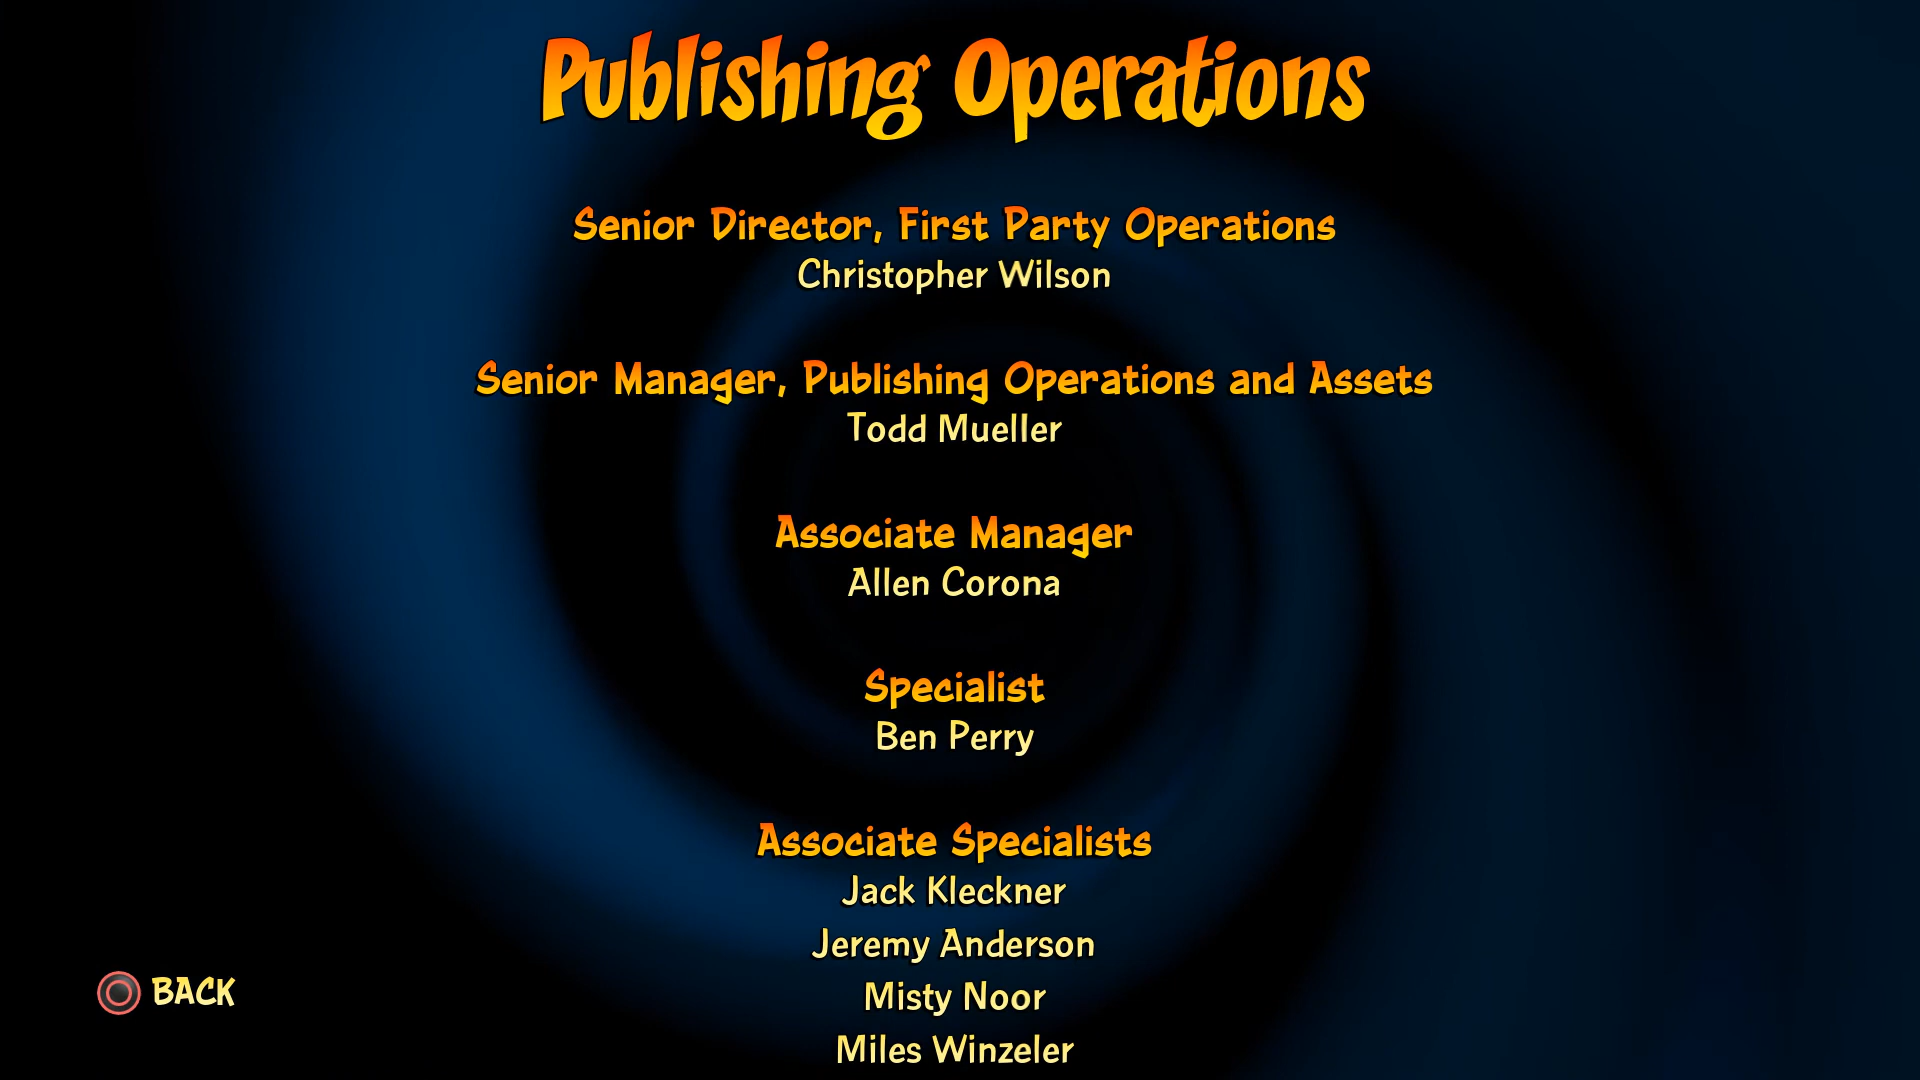 Publishing Operations
Senior Director, First Party Operations
Christopher Wilson
Senior Manager, Publishing Operations and Assets
Todd Mueller
Associate Manager
Allen Corona
Specialist
Ben Perry
Associate Specialists
Jack Kleckner
Jeremy Anderson
Misty Noor
Miles Winzeler
BACK